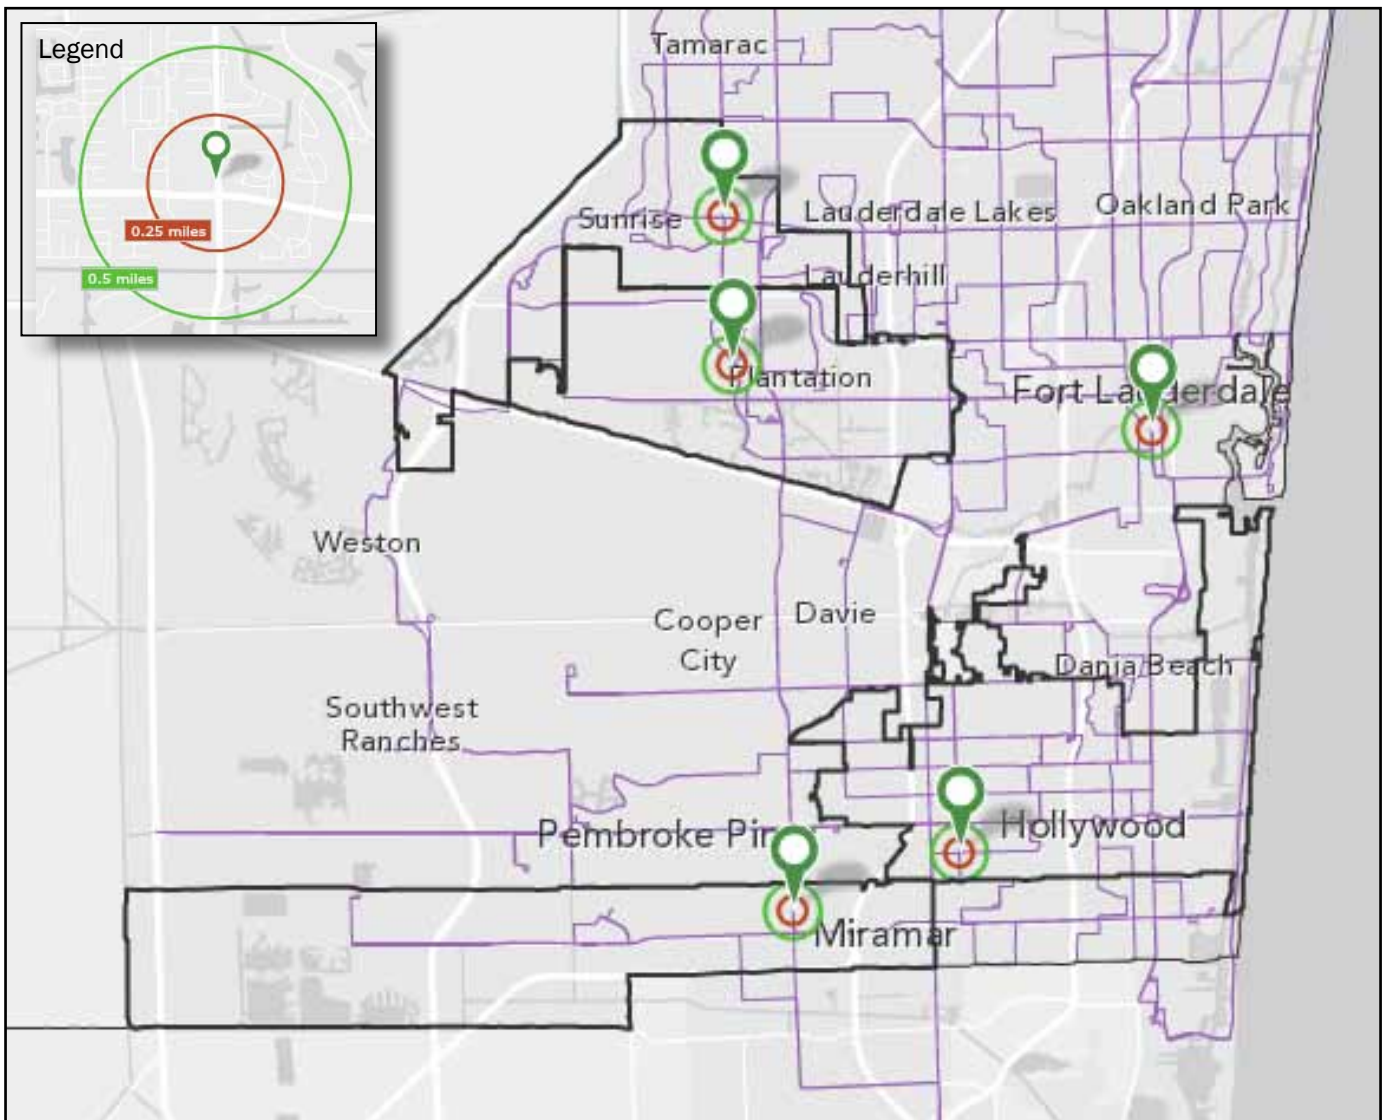 Legend
0.25 miles
0.5 miles
Tamarac
Sunrise
Lauderdale Lakes
Oakland Park
Lauderhill
Plantation
Fort Lauderdale
Weston
Cooper
City
Davie
Dania Beach
Southwest
Ranches
Pembroke Pin
Hollywood
Miramar